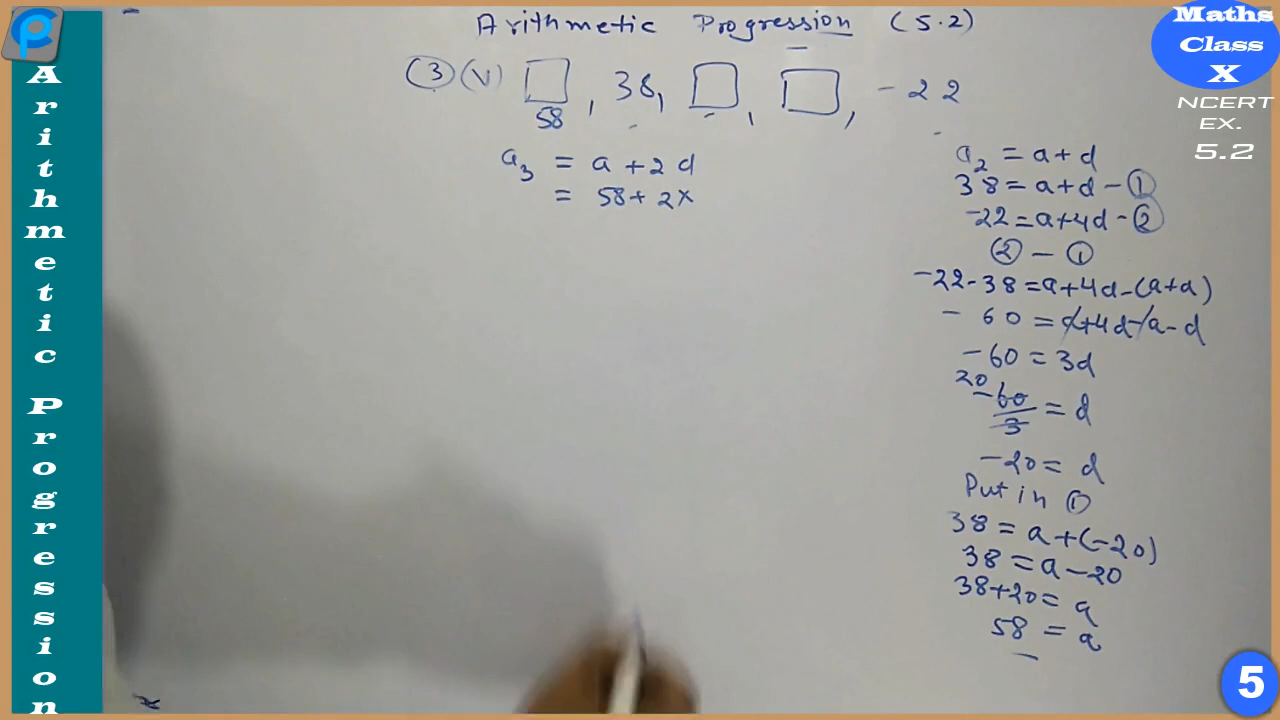 Arithmetic Progression (5.2)
Maths
Class
X
NCERT
EX.
5.2
Arithmetic Progression
(3) (V) □, 38, □, □, -22
58
a₃ = a + 2d
= 58 + 2×
a₂ = a + d
38 = a + d - ①
-22 = a + 4d - ②
② - ①
-22 - 38 = a + 4d - (a + d)
- 60 = a + 4d - a - d
-60 = 3d
20
-60/3 = d
-20 = d
Put in ①
38 = a + (-20)
38 = a - 20
38 + 20 = a
58 = a
5